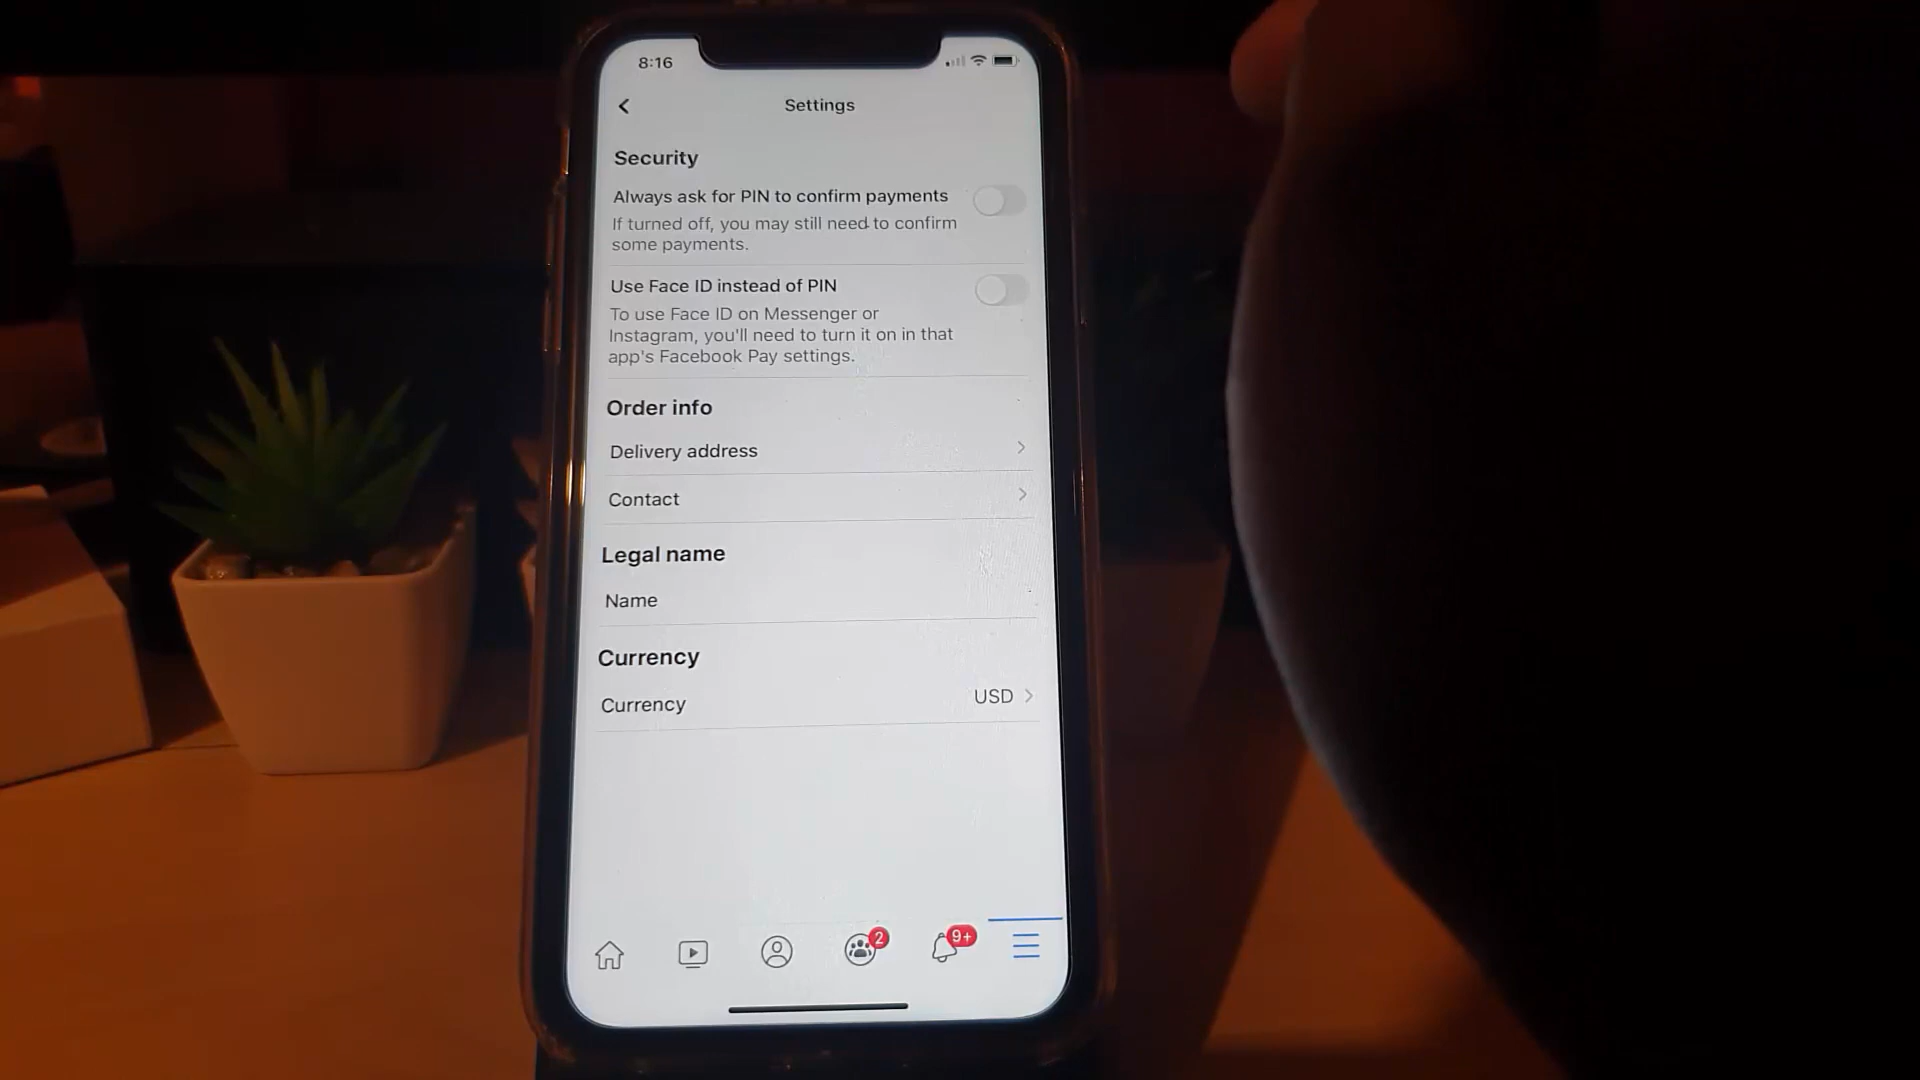 8:16
Settings
Security
Always ask for PIN to confirm payments
If turned off, you may still need to confirm
some payments.
Use Face ID instead of PIN
To use Face ID on Messenger or
Instagram, you'll need to turn it on in that
app's Facebook Pay settings.
Order info
Delivery address
Contact
Legal name
Name
Currency
Currency USD
2
9+